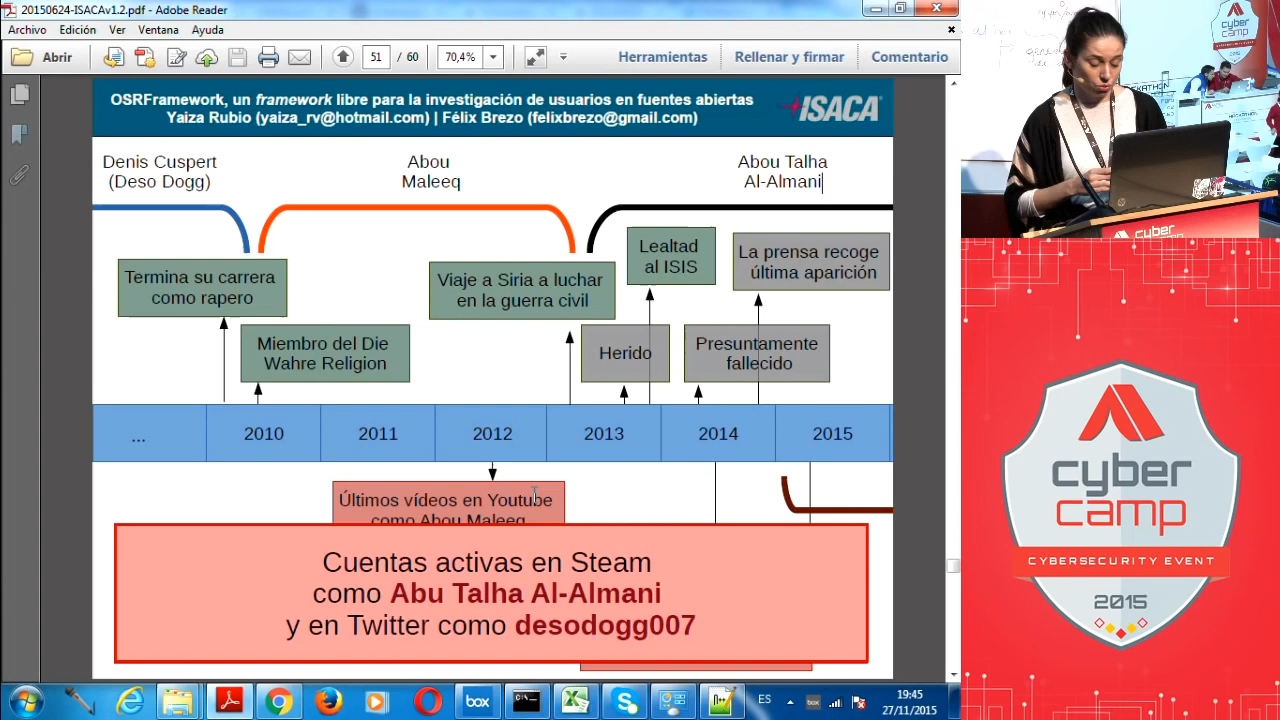 20150624-ISACAv1.2.pdf - Adobe Reader
Archivo Edición Ver Ventana Ayuda
Abrir
51 / 60
70,4%
Herramientas
Rellenar y firmar
Comentario
OSRFramework, un framework libre para la investigación de usuarios en fuentes abiertas
Yaiza Rubio (yaiza_rv@hotmail.com) | Félix Brezo (felixbrezo@gmail.com)
ISACA
Denis Cuspert
(Deso Dogg)
Abou
Maleeq
Abou Talha
Al-Almani
Termina su carrera
como rapero
Miembro del Die
Wahre Religion
Viaje a Siria a luchar
en la guerra civil
Lealtad
al ISIS
La prensa recoge
última aparición
Herido
Presuntamente
fallecido
... 2010 2011 2012 2013 2014 2015
Últimos vídeos en Youtube
como Abou Maleeq
Cuentas activas en Steam
como Abu Talha Al-Almani
y en Twitter como desodogg007
box
ES
box
19:45
27/11/2015
CYBER
CAMP
cyber
camp
CYBERSECURITY EVENT
2015